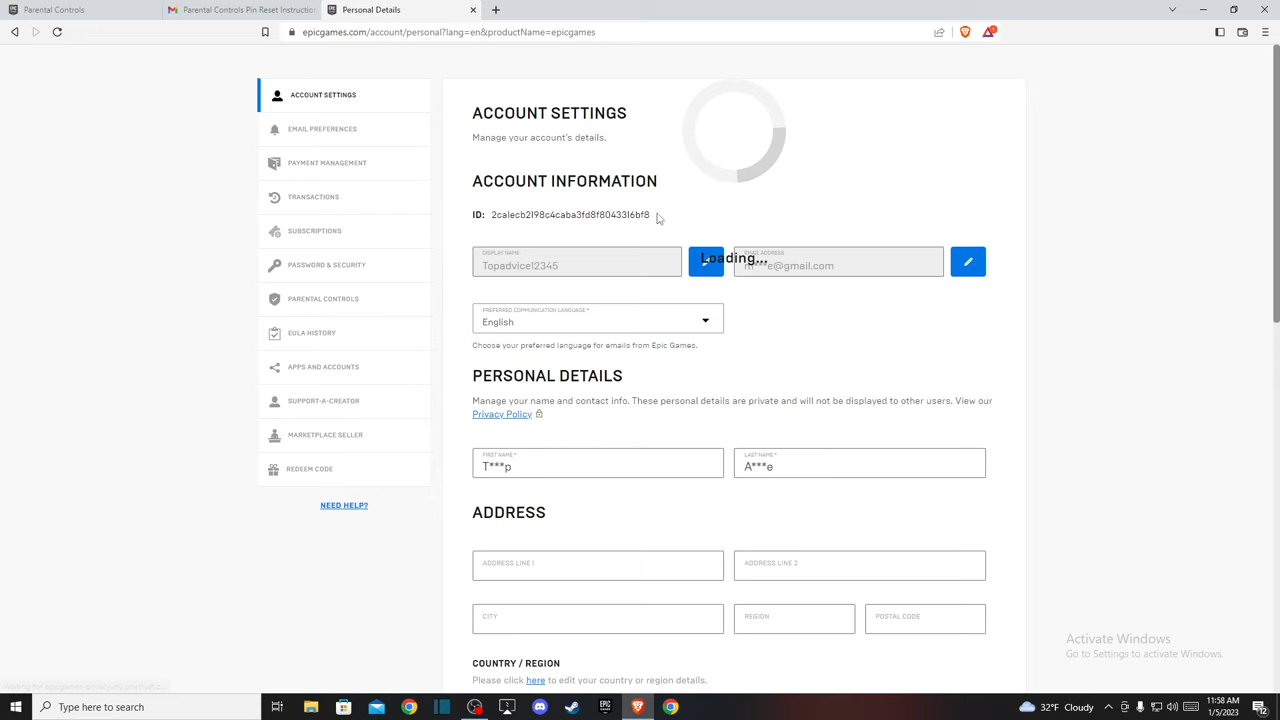 Parental Controls
Parental Controls Pin Reset Instruction
Personal Details
epicgames.com/account/personal?lang=en&productName=epicgames
ACCOUNT SETTINGS
EMAIL PREFERENCES
PAYMENT MANAGEMENT
TRANSACTIONS
SUBSCRIPTIONS
PASSWORD & SECURITY
PARENTAL CONTROLS
EULA HISTORY
APPS AND ACCOUNTS
SUPPORT-A-CREATOR
MARKETPLACE SELLER
REDEEM CODE
NEED HELP?
ACCOUNT SETTINGS
Manage your account's details.
ACCOUNT INFORMATION
ID: 2ca1ecb2198c4caba3fd8f8043316bf8
DISPLAY NAME
Topadvice12345
Loading...
EMAIL ADDRESS
m***e@gmail.com
PREFERRED COMMUNICATION LANGUAGE *
English
Choose your preferred language for emails from Epic Games.
PERSONAL DETAILS
Manage your name and contact info. These personal details are private and will not be displayed to other users. View our
Privacy Policy
FIRST NAME *
T***p
LAST NAME *
A***e
ADDRESS
ADDRESS LINE 1
ADDRESS LINE 2
CITY
REGION
POSTAL CODE
COUNTRY / REGION
Please click here to edit your country or region details.
Activate Windows
Go to Settings to activate Windows.
Type here to search
EPIC
32°F Cloudy
11:58 AM
1/5/2023